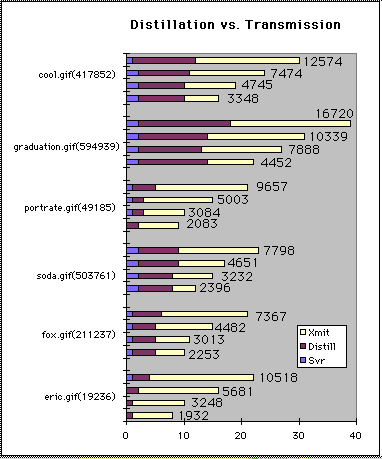 Distillation vs. Transmission
12574
cool.gif(417852)
7474
4745
3348
16720
10339
graduation.gif(594939)
7888
4452
9657
5003
portrate.gif(49185)
3084
2083
7798
4651
soda.gif(503761)
3232
2396
7367
4482
fox.gif(211237)
3013
2253
Xmit
Distill
Svr
10518
5681
eric.gif(19236)
3248
1932
0 10 20 30 40